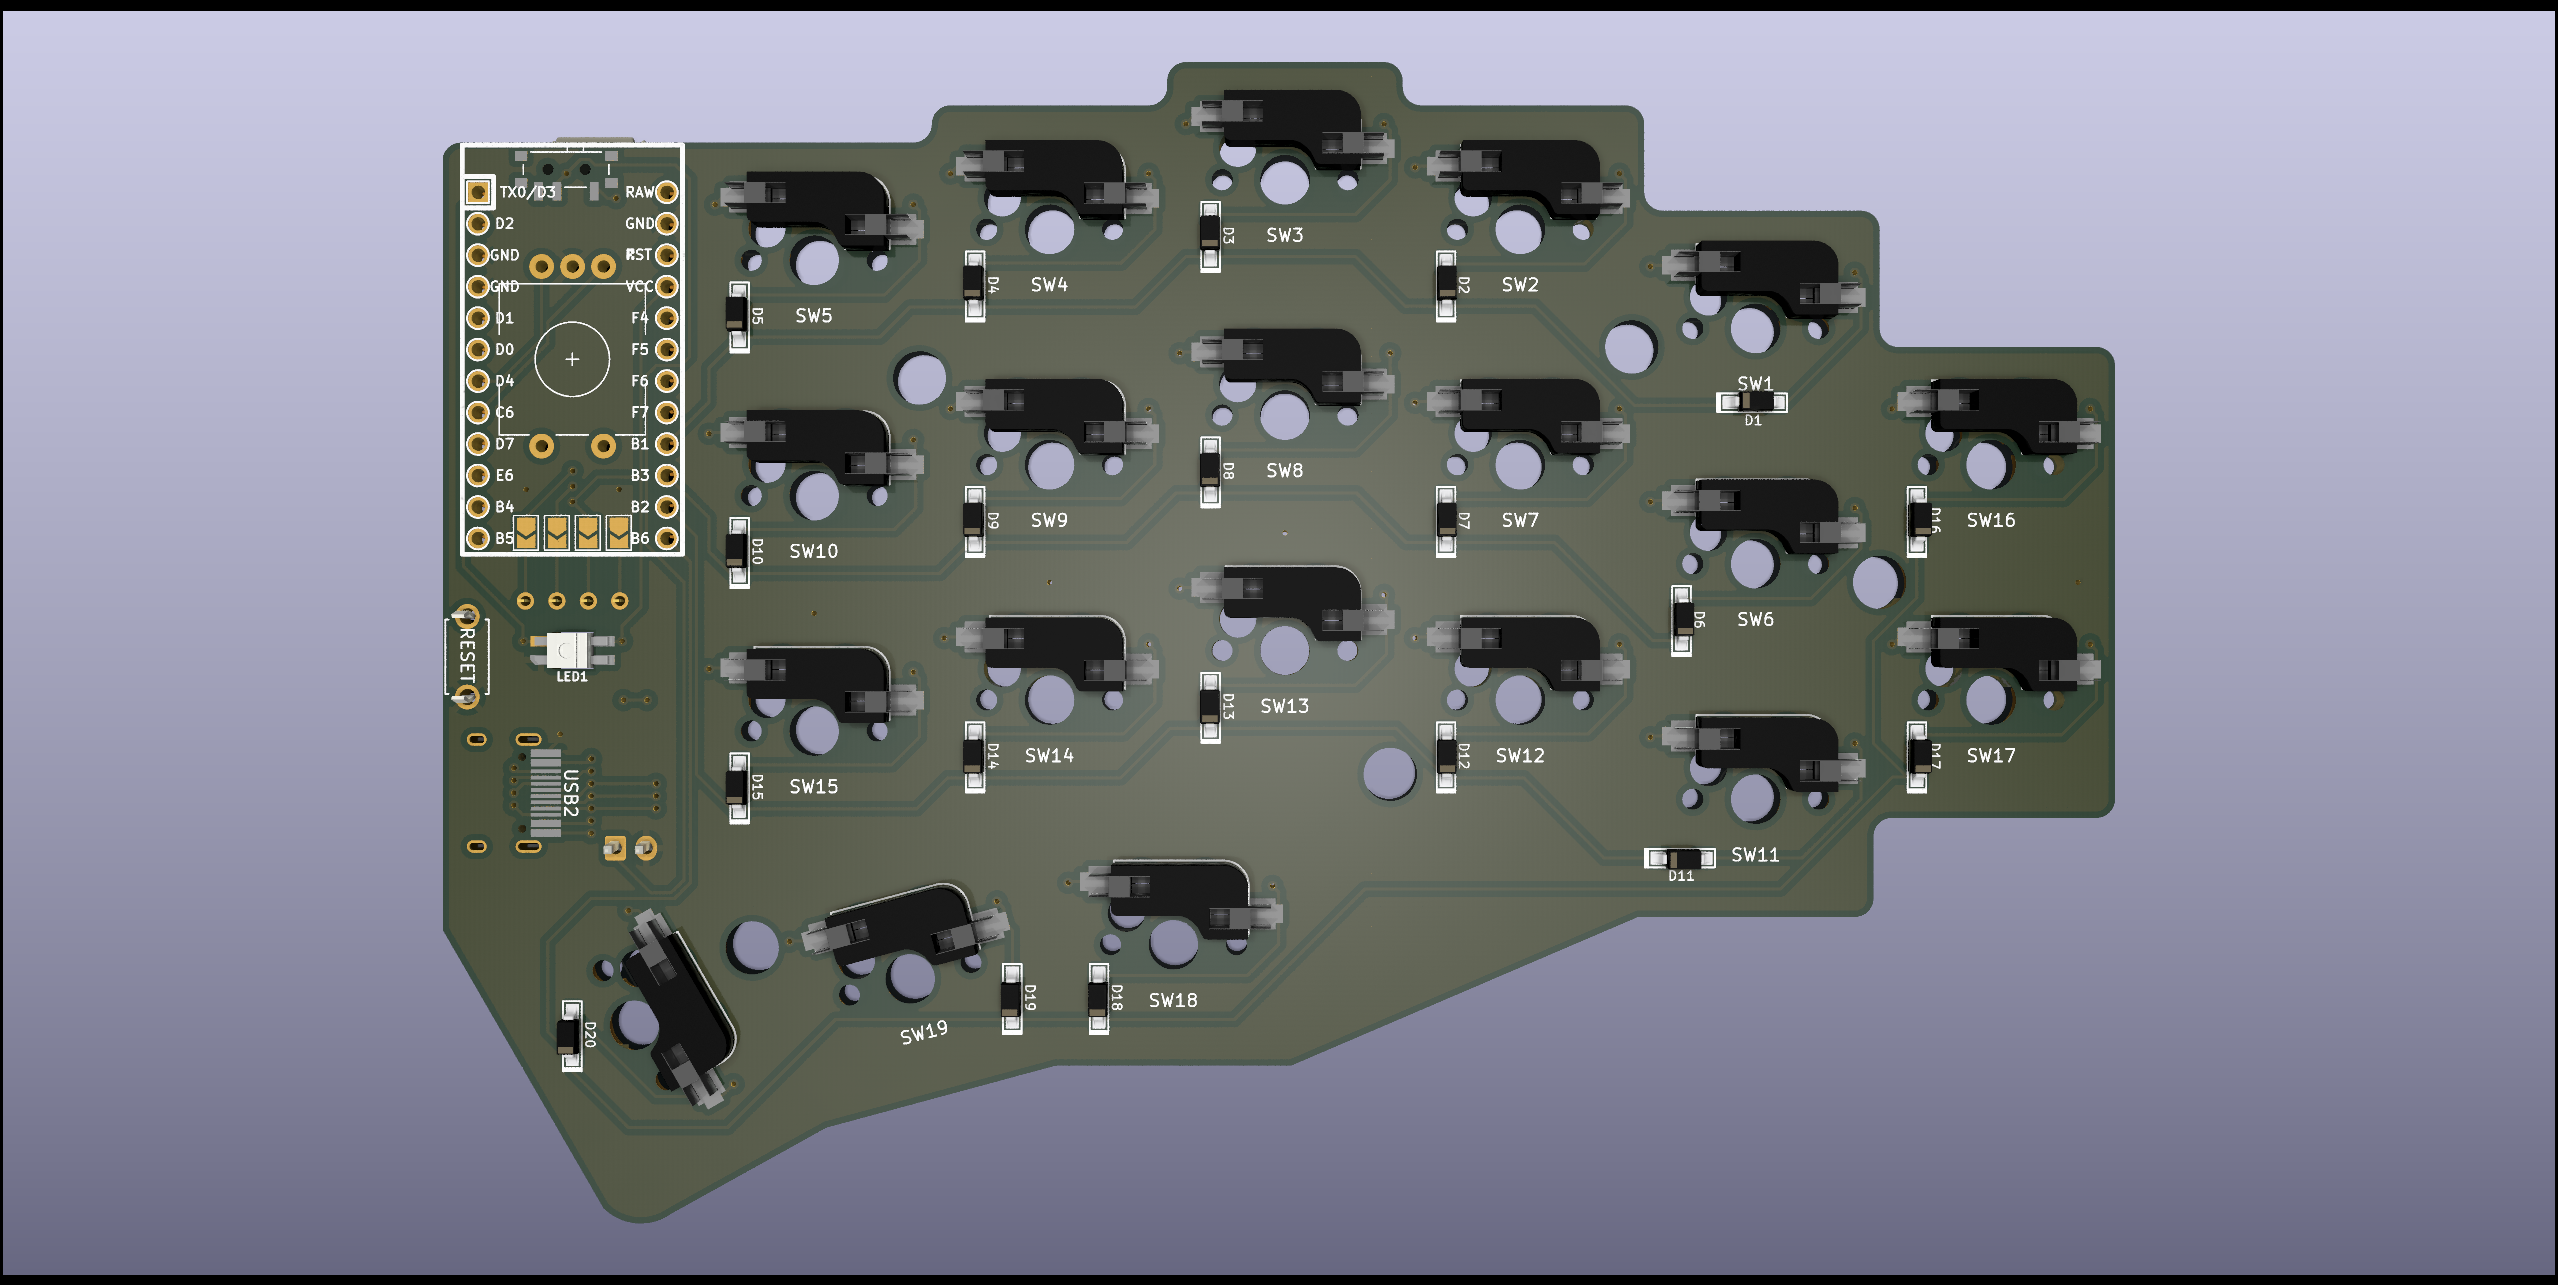 TX0/D3 RAW
D2 GND
GND RST
GND VCC
D1 F4
D0 F5
D4 F6
C6 F7
D7 B1
E6 B3
B4 B2
B5 B6
RESET
LED1
USB2
SW3
D3
SW4
D4
SW2
D2
SW5
D5
SW1
D1
SW8
D8
SW9
D9
SW7
D7
SW16
D16
SW10
D10
SW6
D6
SW13
D13
SW14
D14
SW12
D12
SW17
D17
SW15
D15
SW11
D11
SW18
D18
D19
SW19
D20